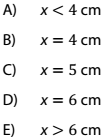 A) x < 4 cm
B) x = 4 cm
C) x = 5 cm
D) x = 6 cm
E) x > 6 cm